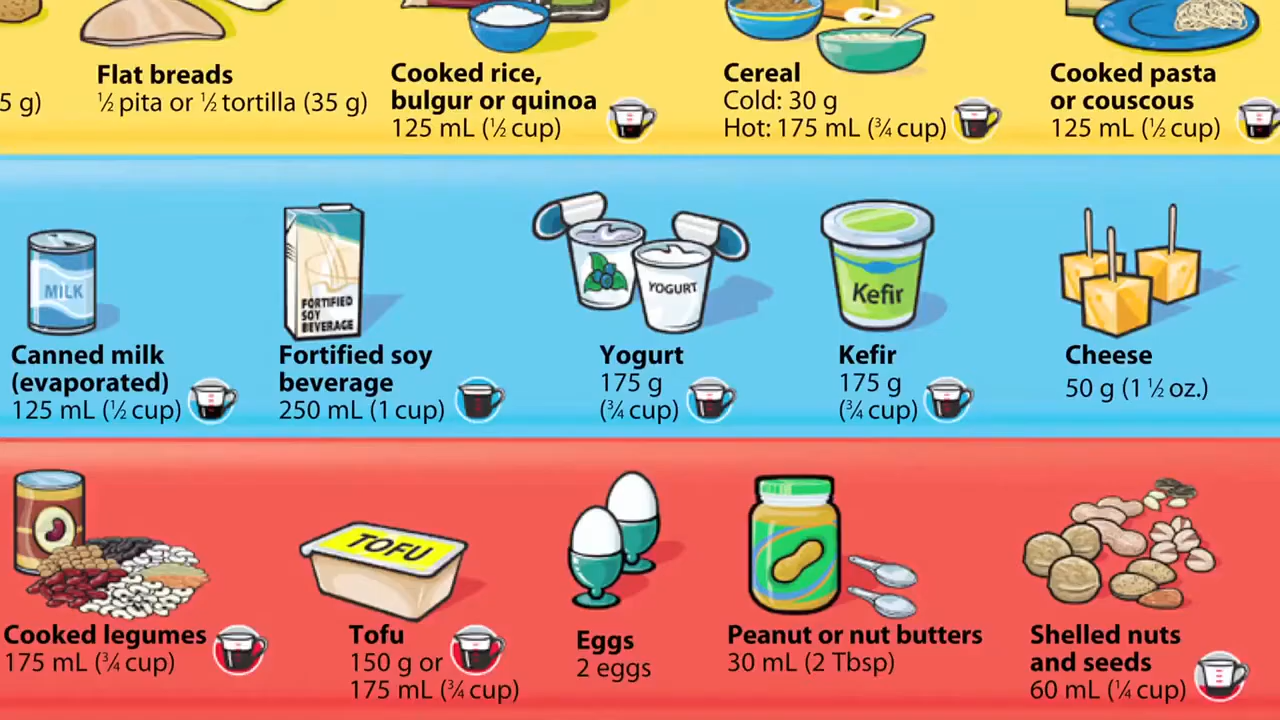 5 g)
Flat breads
½ pita or ½ tortilla (35 g)
Cooked rice,
bulgur or quinoa
125 mL (½ cup)
Cereal
Cold: 30 g
Hot: 175 mL (¾ cup)
Cooked pasta
or couscous
125 mL (½ cup)
MILK
Canned milk
(evaporated)
125 mL (½ cup)
FORTIFIED
SOY
BEVERAGE
Fortified soy
beverage
250 mL (1 cup)
YOGURT
Yogurt
175 g
(¾ cup)
Kefir
Kefir
175 g
(¾ cup)
Cheese
50 g (1 ½ oz.)
Cooked legumes
175 mL (¾ cup)
TOFU
Tofu
150 g or
175 mL (¾ cup)
Eggs
2 eggs
Peanut or nut butters
30 mL (2 Tbsp)
Shelled nuts
and seeds
60 mL (¼ cup)